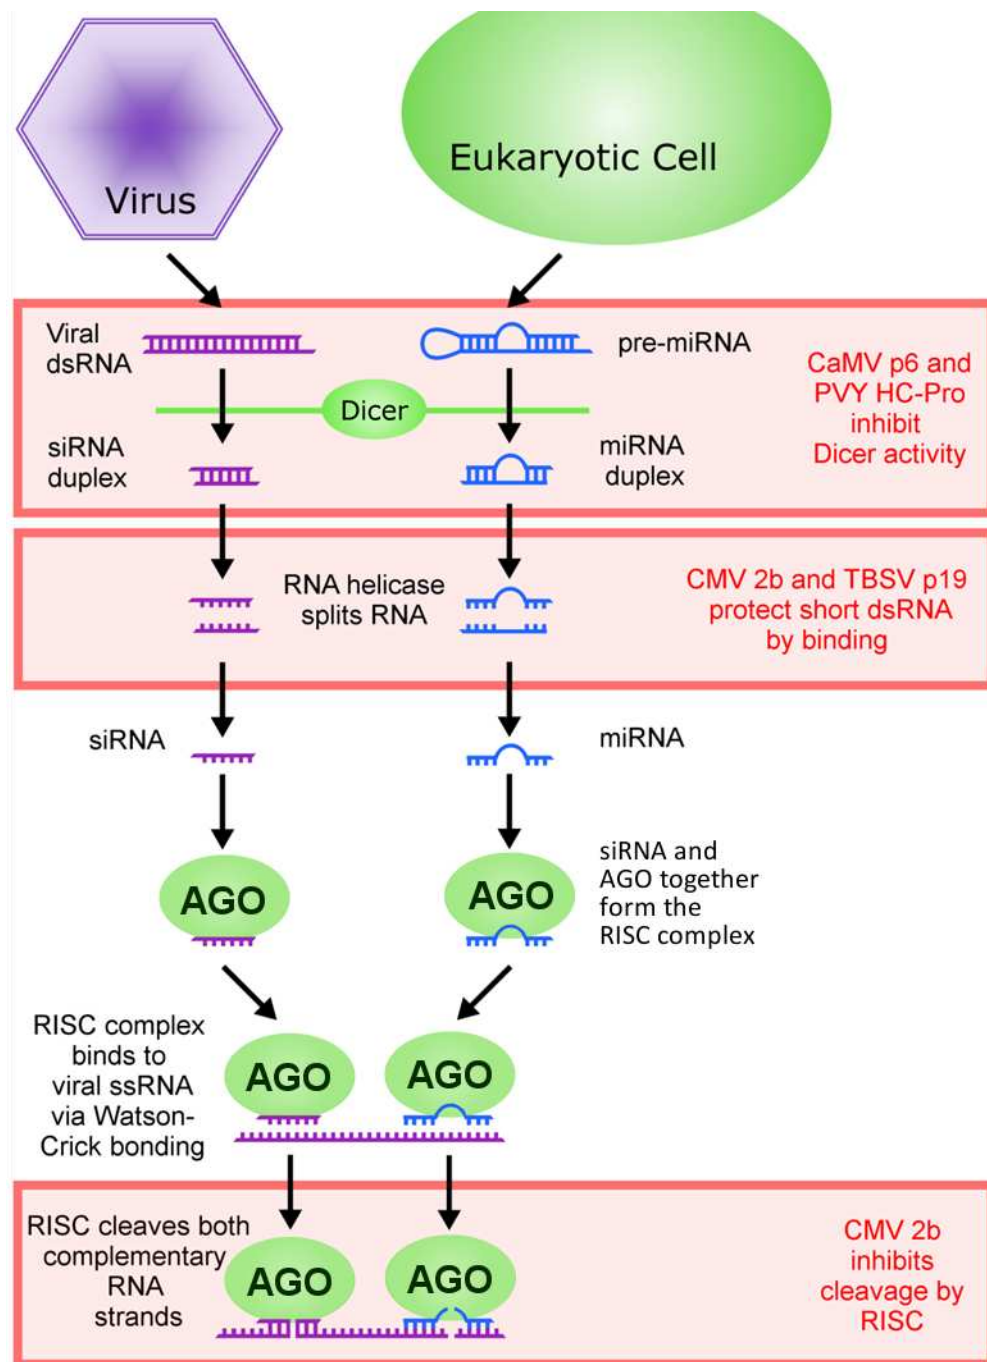 Virus
Eukaryotic Cell
Viral
dsRNA
pre-miRNA
CaMV p6 and
PVY HC-Pro
inhibit
Dicer activity
Dicer
siRNA
duplex
miRNA
duplex
RNA helicase
splits RNA
CMV 2b and TBSV p19
protect short dsRNA
by binding
siRNA
miRNA
AGO
AGO
siRNA and
AGO together
form the
RISC complex
RISC complex
binds to
viral ssRNA
via Watson-
Crick bonding
AGO
AGO
RISC cleaves both
complementary
RNA
strands
AGO
AGO
CMV 2b
inhibits
cleavage by
RISC